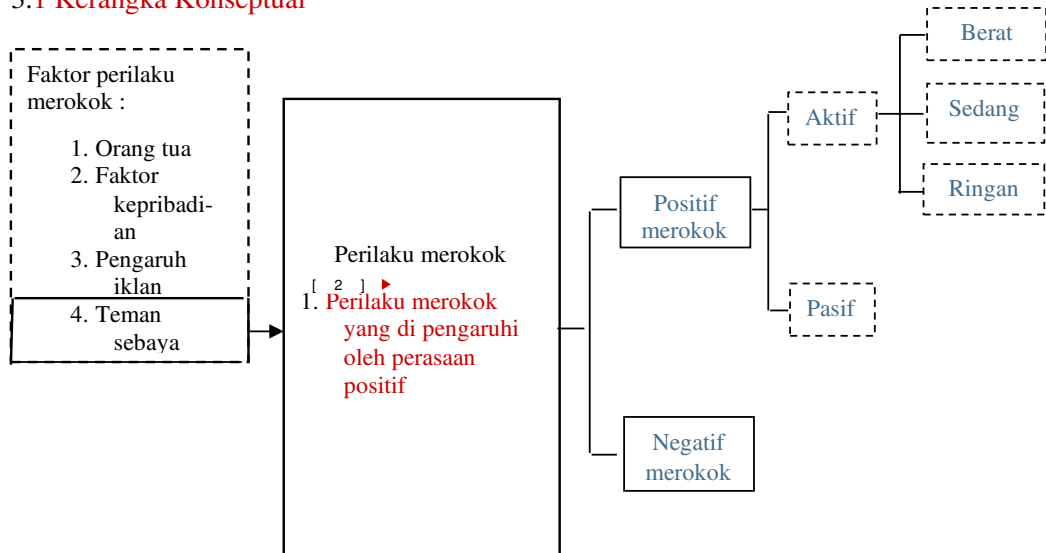 3.1 Kerangka Konseptual
Faktor perilaku
merokok :
1. Orang tua
2. Faktor
kepribadi-
an
3. Pengaruh
iklan
4. Teman
sebaya
Perilaku merokok
[ 2 ]
1. Perilaku merokok
yang di pengaruhi
oleh perasaan
positif
Positif
merokok
Negatif
merokok
Aktif
Pasif
Berat
Sedang
Ringan